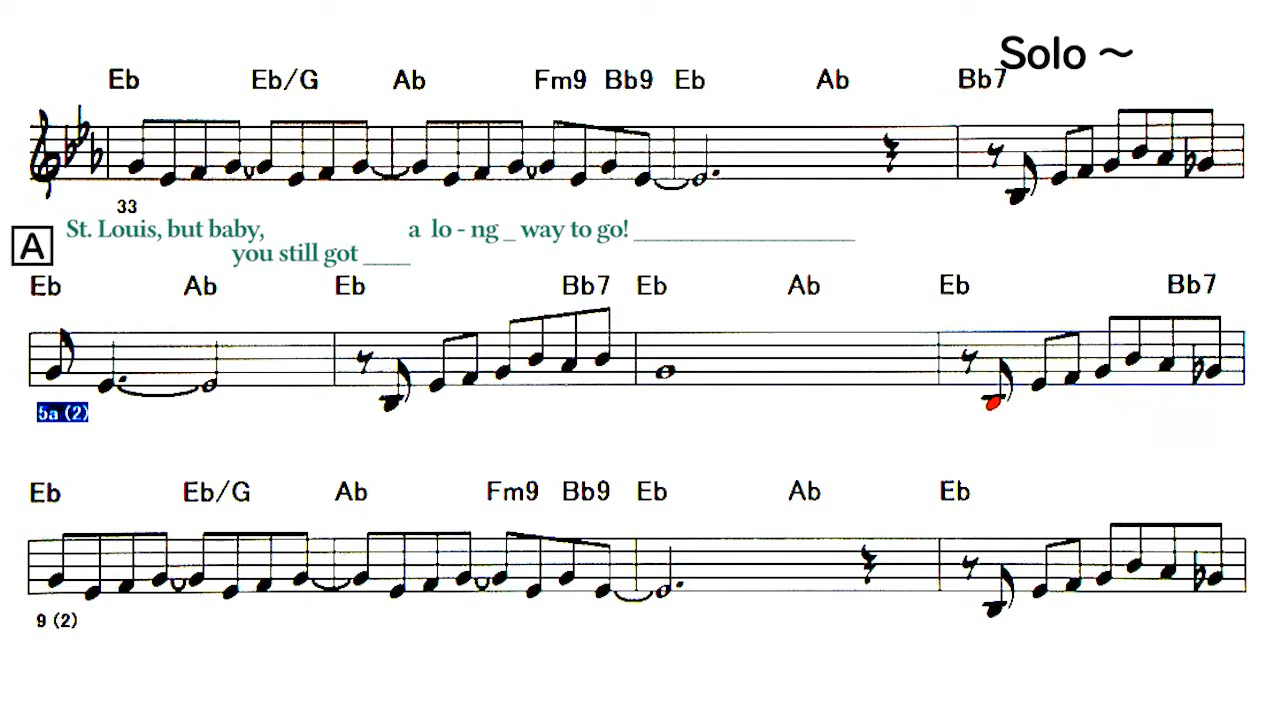 Solo ～
Eb Eb/G Ab Fm9 Bb9 Eb Ab Bb7
33
St. Louis, but baby, a lo - ng _ way to go! ___________________
A you still got ____
Eb Ab Eb Bb7 Eb Ab Eb Bb7
5a (2)
Eb Eb/G Ab Fm9 Bb9 Eb Ab Eb
9 (2)